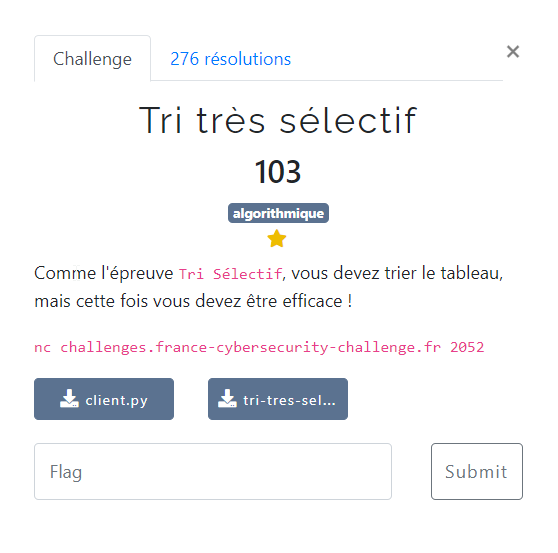 Challenge
276 résolutions
×
Tri très sélectif
103
algorithmique
Comme l'épreuve Tri Sélectif, vous devez trier le tableau,
mais cette fois vous devez être efficace !
nc challenges.france-cybersecurity-challenge.fr 2052
client.py
tri-tres-sel...
Flag
Submit